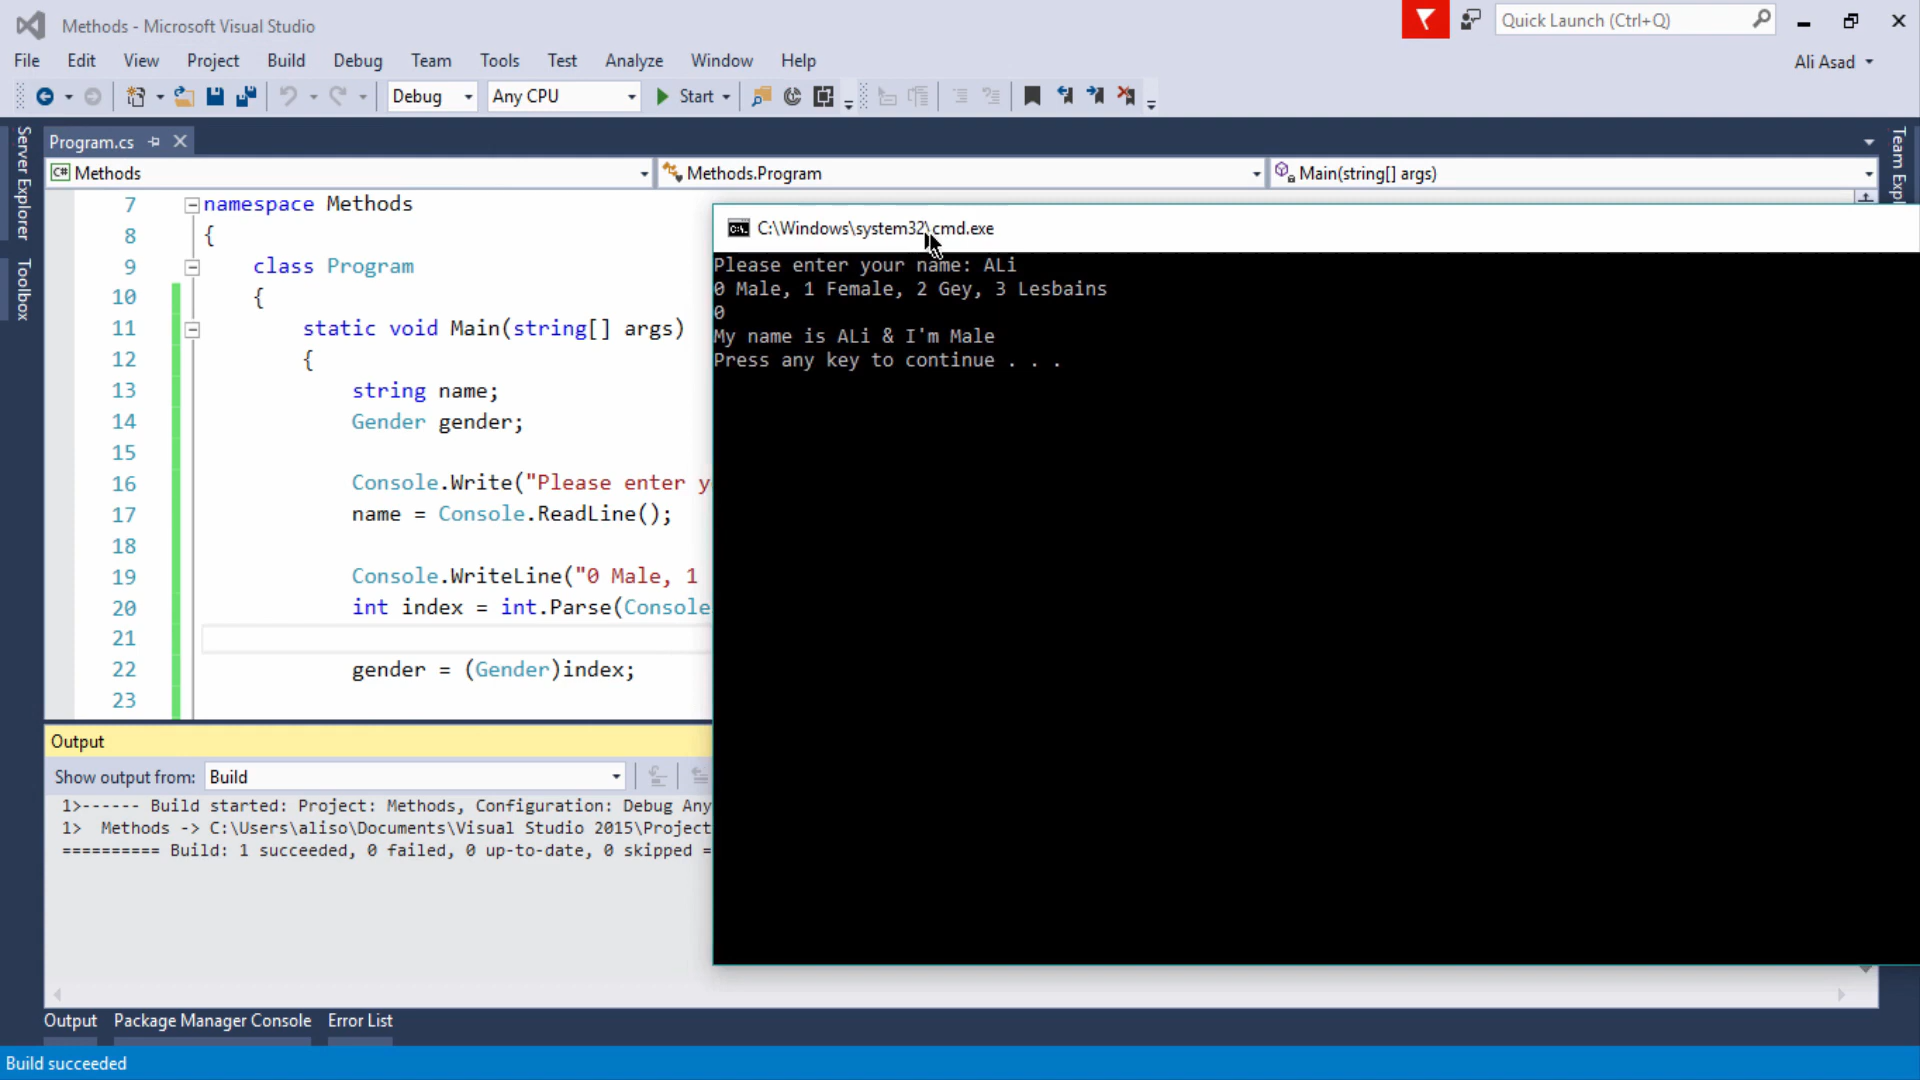 Methods - Microsoft Visual Studio
Quick Launch (Ctrl+Q)
File Edit View Project Build Debug Team Tools Test Analyze Window Help
Ali Asad
Debug Any CPU Start
Server Explorer
Toolbox
Team Exp
Program.cs
C# Methods
Methods.Program
Main(string[] args)
7 namespace Methods
8 {
9 class Program
10 {
11 static void Main(string[] args)
12 {
13 string name;
14 Gender gender;
15
16 Console.Write("Please enter y
17 name = Console.ReadLine();
18
19 Console.WriteLine("0 Male, 1
20 int index = int.Parse(Console
21
22 gender = (Gender)index;
23
C:\Windows\system32\cmd.exe
Please enter your name: ALi
0 Male, 1 Female, 2 Gey, 3 Lesbains
0
My name is ALi & I'm Male
Press any key to continue . . .
Output
Show output from: Build
1>------ Build started: Project: Methods, Configuration: Debug Any
1>  Methods -> C:\Users\aliso\Documents\Visual Studio 2015\Project
========== Build: 1 succeeded, 0 failed, 0 up-to-date, 0 skipped =
Output Package Manager Console Error List
Build succeeded